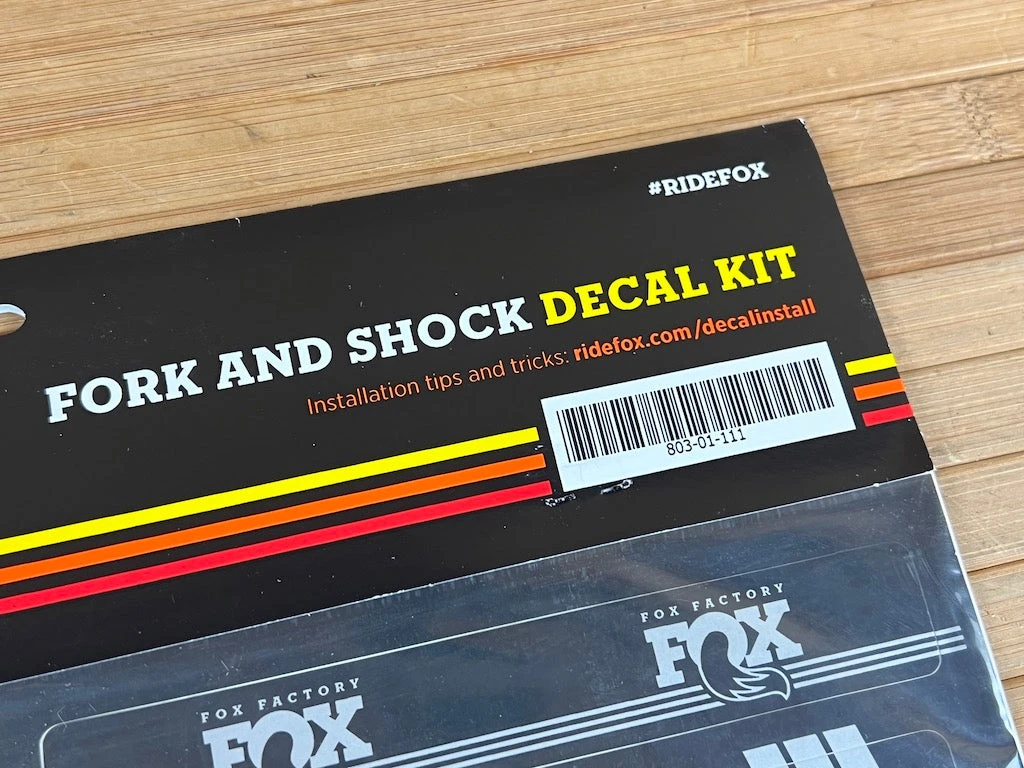 #RIDEFOX
FORK AND SHOCK DECAL KIT
Installation tips and tricks: ridefox.com/decalinstall
803-01-111
FOX FACTORY
FOX
FOX FACTORY
FOX